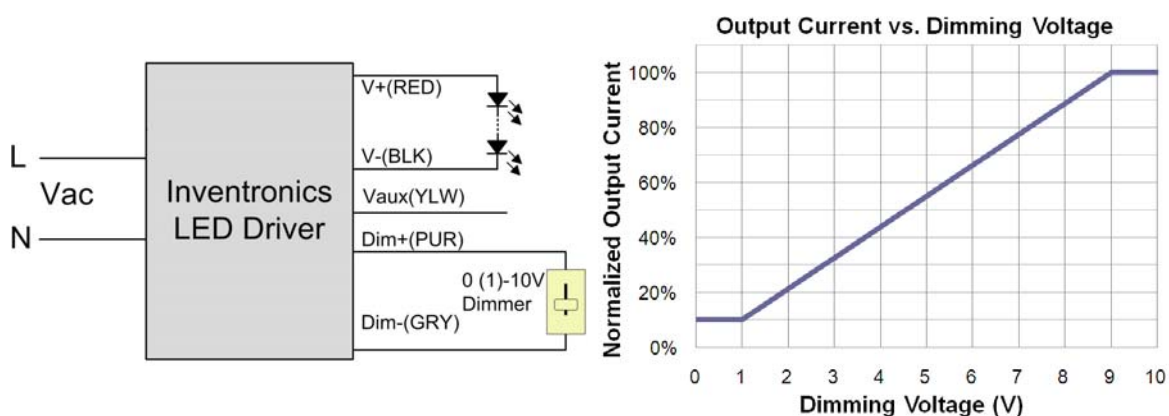 L
Vac
N
Inventronics
LED Driver
V+(RED)
V-(BLK)
Vaux(YLW)
Dim+(PUR)
0 (1)-10V
Dimmer
Dim-(GRY)
Output Current vs. Dimming Voltage
Normalized Output Current
100%
80%
60%
40%
20%
0%
0 1 2 3 4 5 6 7 8 9 10
Dimming Voltage (V)